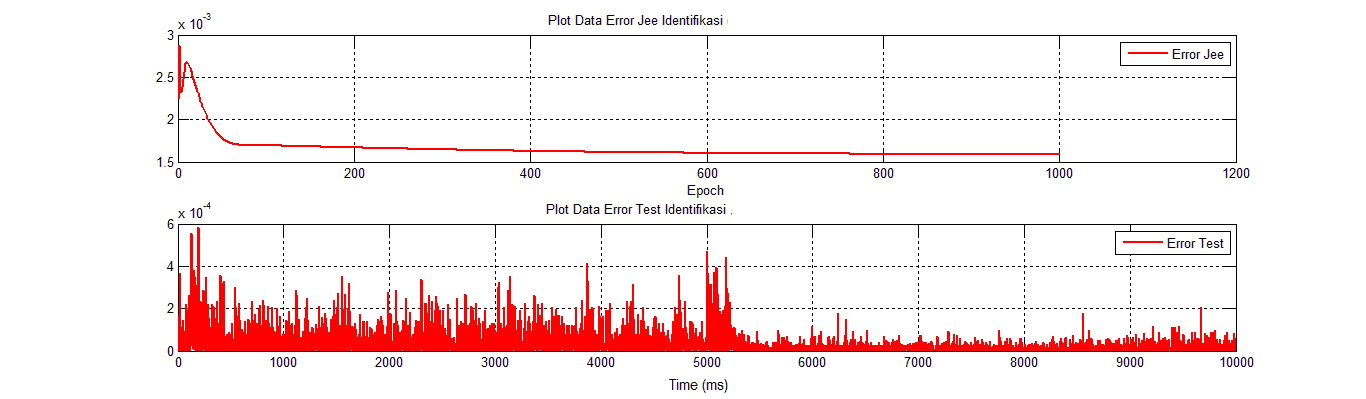 Plot Data Error Jee Identifikasi
x 10^-3
3
2.5
2
1.5
Error Jee
0 200 400 600 800 1000 1200
Epoch
Plot Data Error Test Identifikasi
x 10^-4
6
4
2
0
Error Test
0 1000 2000 3000 4000 5000 6000 7000 8000 9000 10000
Time (ms)